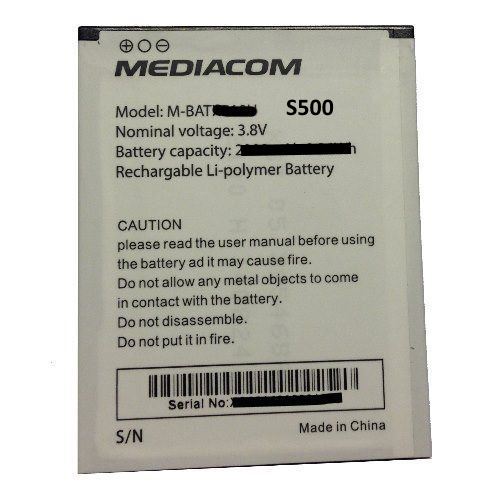 MEDIACOM
Model: M-BAT S500
Nominal voltage: 3.8V
Battery capacity: 2
Rechargable Li-polymer Battery
CAUTION
please read the user manual before using
the battery ad it may cause fire.
Do not allow any metal objects to come
in contact with the battery.
Do not disassemble.
Do not put it in fire.
Serial No:
S/N
Made in China